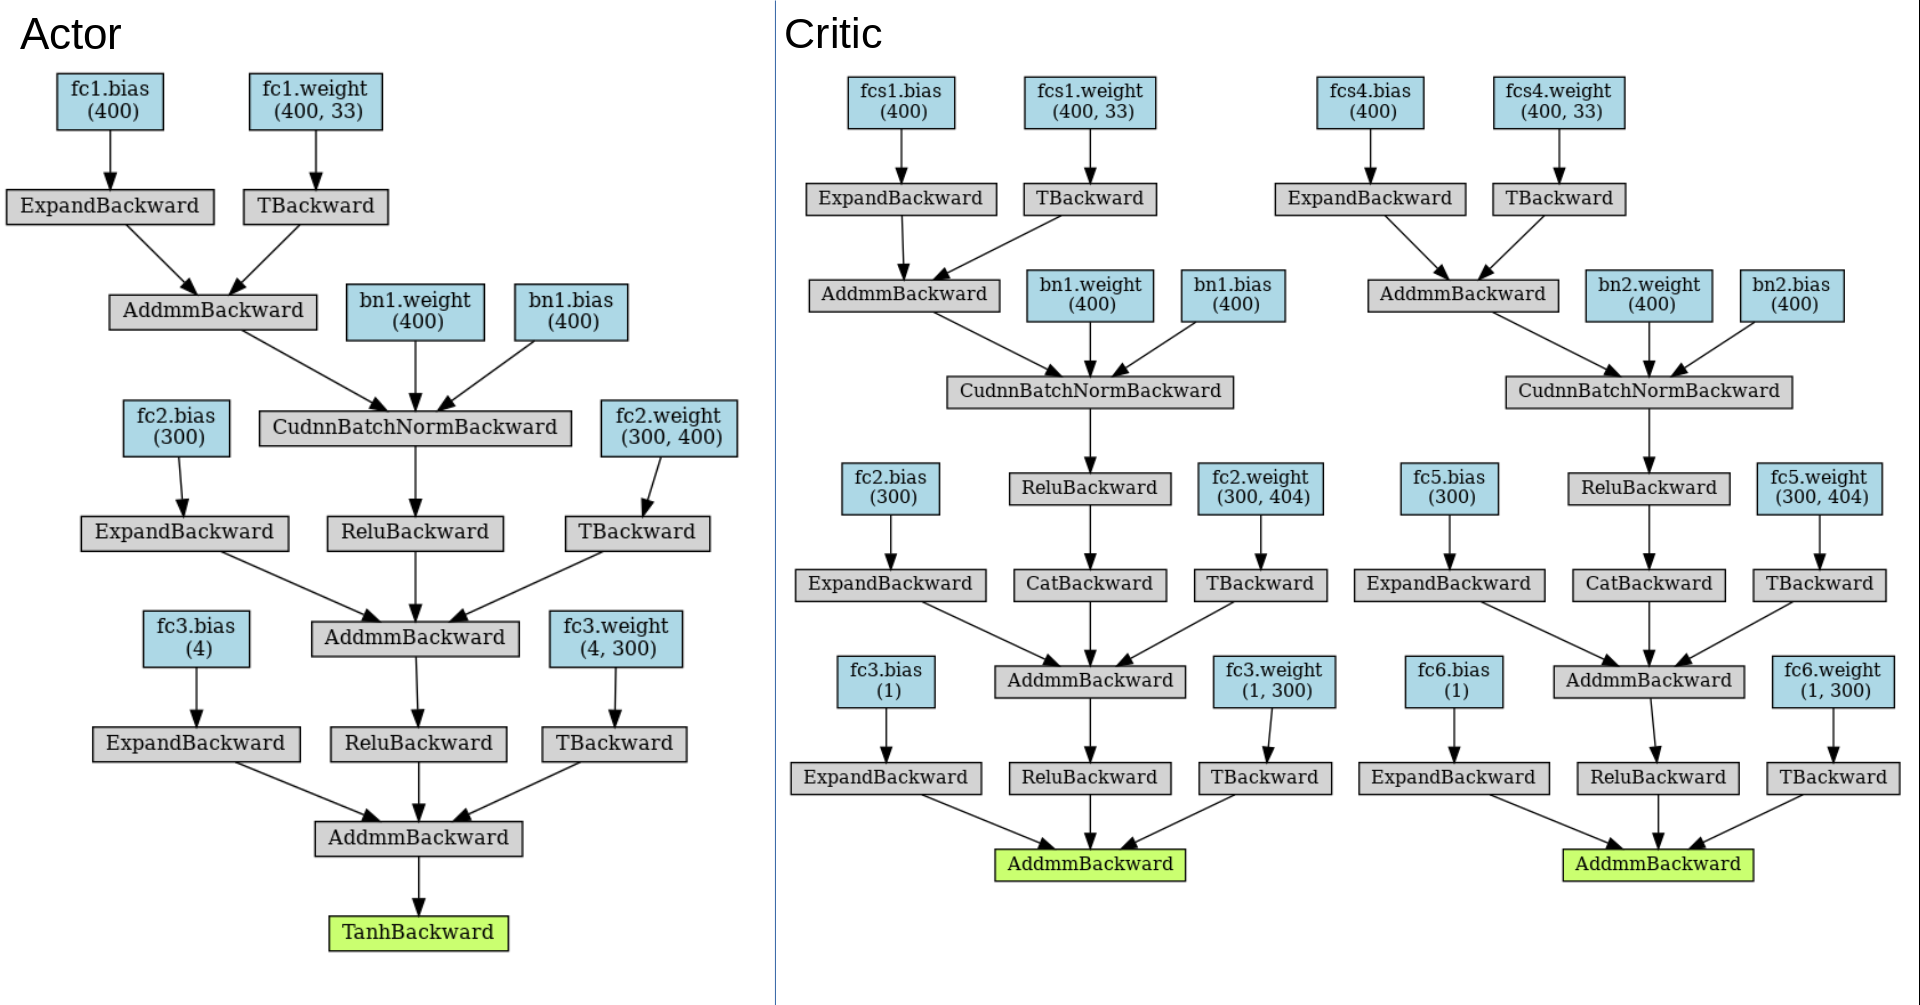 Actor
fc1.bias
(400)
fc1.weight
(400, 33)
ExpandBackward
TBackward
AddmmBackward
bn1.weight
(400)
bn1.bias
(400)
fc2.bias
(300)
CudnnBatchNormBackward
fc2.weight
(300, 400)
ExpandBackward
ReluBackward
TBackward
fc3.bias
(4)
AddmmBackward
fc3.weight
(4, 300)
ExpandBackward
ReluBackward
TBackward
AddmmBackward
TanhBackward
Critic
fcs1.bias
(400)
fcs1.weight
(400, 33)
ExpandBackward
TBackward
AddmmBackward
bn1.weight
(400)
bn1.bias
(400)
CudnnBatchNormBackward
fc2.bias
(300)
ReluBackward
fc2.weight
(300, 404)
ExpandBackward
CatBackward
TBackward
fc3.bias
(1)
AddmmBackward
fc3.weight
(1, 300)
ExpandBackward
ReluBackward
TBackward
AddmmBackward
fcs4.bias
(400)
fcs4.weight
(400, 33)
ExpandBackward
TBackward
AddmmBackward
bn2.weight
(400)
bn2.bias
(400)
CudnnBatchNormBackward
fc5.bias
(300)
ReluBackward
fc5.weight
(300, 404)
ExpandBackward
CatBackward
TBackward
fc6.bias
(1)
AddmmBackward
fc6.weight
(1, 300)
ExpandBackward
ReluBackward
TBackward
AddmmBackward